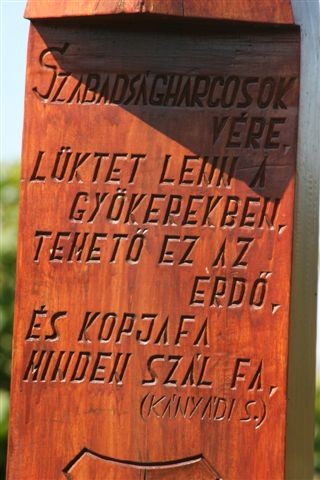 SZABADSÁGHARCOSOK
VÉRE,
LÜKTET LENN A
GYÖKEREKBEN,
TEMETŐ EZ AZ
ERDŐ,
ÉS KOPJAFA
MINDEN SZÁL FA,
(KÁNYÁDI S.)